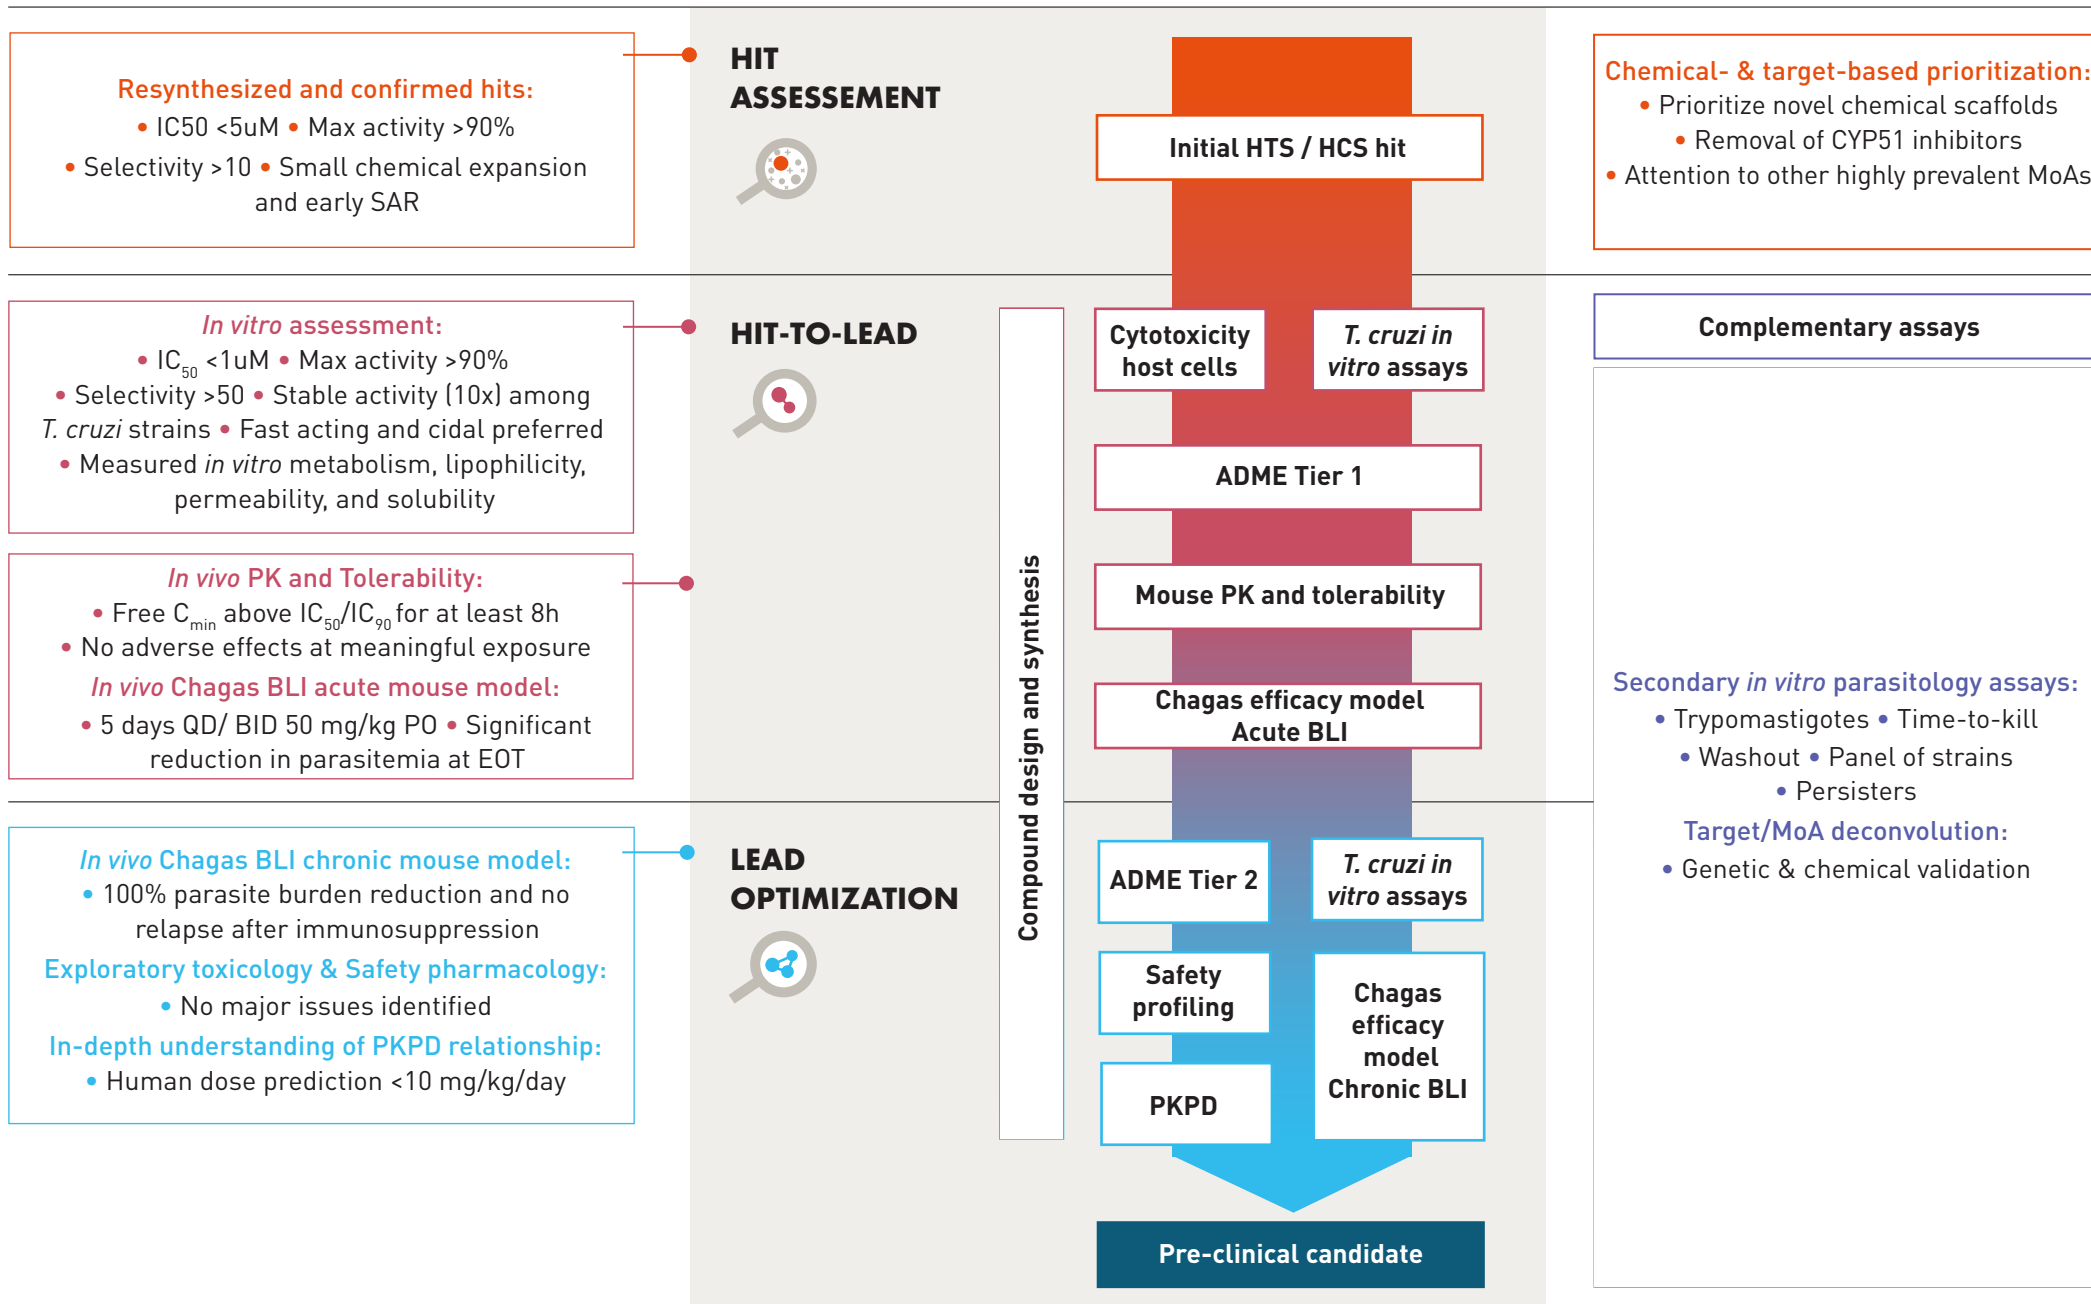 Resynthesized and confirmed hits:
• IC50 <5uM • Max activity >90%
• Selectivity >10 • Small chemical expansion
and early SAR
HIT
ASSESSEMENT
Initial HTS / HCS hit
Chemical- & target-based prioritization:
• Prioritize novel chemical scaffolds
• Removal of CYP51 inhibitors
• Attention to other highly prevalent MoAs
In vitro assessment:
• IC50 <1uM • Max activity >90%
• Selectivity >50 • Stable activity (10x) among
T. cruzi strains • Fast acting and cidal preferred
• Measured in vitro metabolism, lipophilicity,
permeability, and solubility
In vivo PK and Tolerability:
• Free Cmin above IC50/IC90 for at least 8h
• No adverse effects at meaningful exposure
In vivo Chagas BLI acute mouse model:
• 5 days QD/ BID 50 mg/kg PO • Significant
reduction in parasitemia at EOT
HIT-TO-LEAD
Compound design and synthesis
Cytotoxicity
host cells
T. cruzi in
vitro assays
ADME Tier 1
Mouse PK and tolerability
Chagas efficacy model
Acute BLI
Complementary assays
Secondary in vitro parasitology assays:
• Trypomastigotes • Time-to-kill
• Washout • Panel of strains
• Persisters
Target/MoA deconvolution:
• Genetic & chemical validation
In vivo Chagas BLI chronic mouse model:
• 100% parasite burden reduction and no
relapse after immunosuppression
Exploratory toxicology & Safety pharmacology:
• No major issues identified
In-depth understanding of PKPD relationship:
• Human dose prediction <10 mg/kg/day
LEAD
OPTIMIZATION
ADME Tier 2
T. cruzi in
vitro assays
Safety
profiling
Chagas
efficacy
model
Chronic BLI
PKPD
Pre-clinical candidate